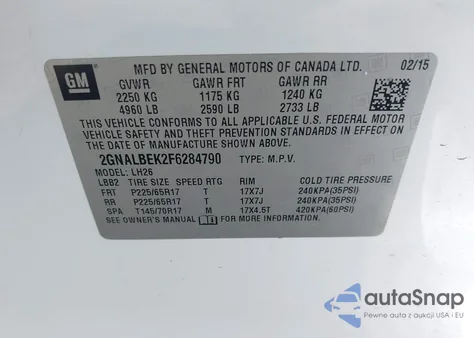 GM
MFD BY GENERAL MOTORS OF CANADA LTD. 02/15
GVWR GAWR FRT GAWR RR
2250 KG 1175 KG 1240 KG
4960 LB 2590 LB 2733 LB
THIS VEHICLE CONFORMS TO ALL APPLICABLE U.S. FEDERAL MOTOR
VEHICLE SAFETY AND THEFT PREVENTION STANDARDS IN EFFECT ON
THE DATE OF MANUFACTURE SHOWN ABOVE.
2GNALBEK2F6284790 TYPE: M.P.V.
MODEL: LH26
LBB2 TIRE SIZE SPEED RTG RIM COLD TIRE PRESSURE
FRT P225/65R17 T 17X7J 240KPA(35PSI)
RR P225/65R17 T 17X7J 240KPA(35PSI)
SPA T145/70R17 M 17X4.5T 420KPA(60PSI)
SEE OWNER'S MANUAL FOR MORE INFORMATION.
autoSnap
Pewne auta z aukcji USA i EU